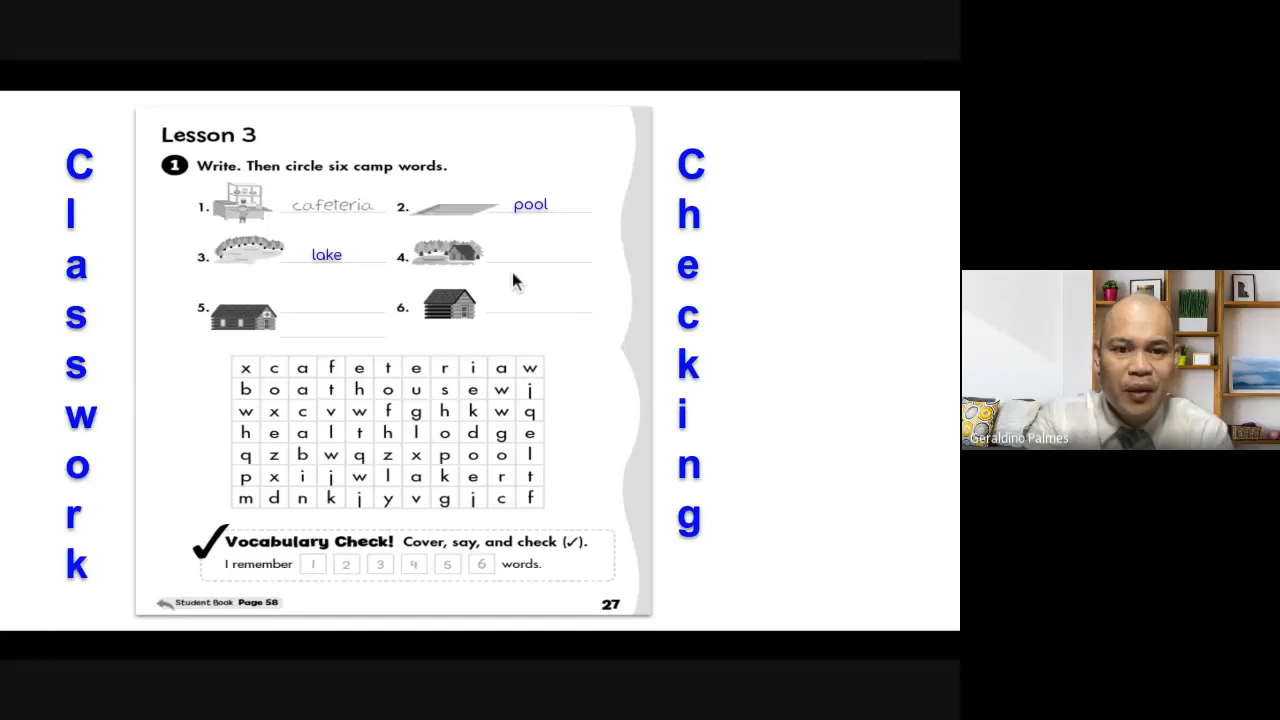 Classwork
Lesson 3
1 Write. Then circle six camp words.
1. cafeteria 2. pool
3. lake 4.
5. 6.
x c a f e t e r i a w
b o a t h o u s e w j
w x c v w f g h k w q
h e a l t h l o d g e
q z b w q z x p o o l
p x i j w l a k e r t
m d n k j y v g j c f
Vocabulary Check! Cover, say, and check (✓).
I remember 1 2 3 4 5 6 words.
Student Book Page 58
27
Checking
Geraldino Palmes